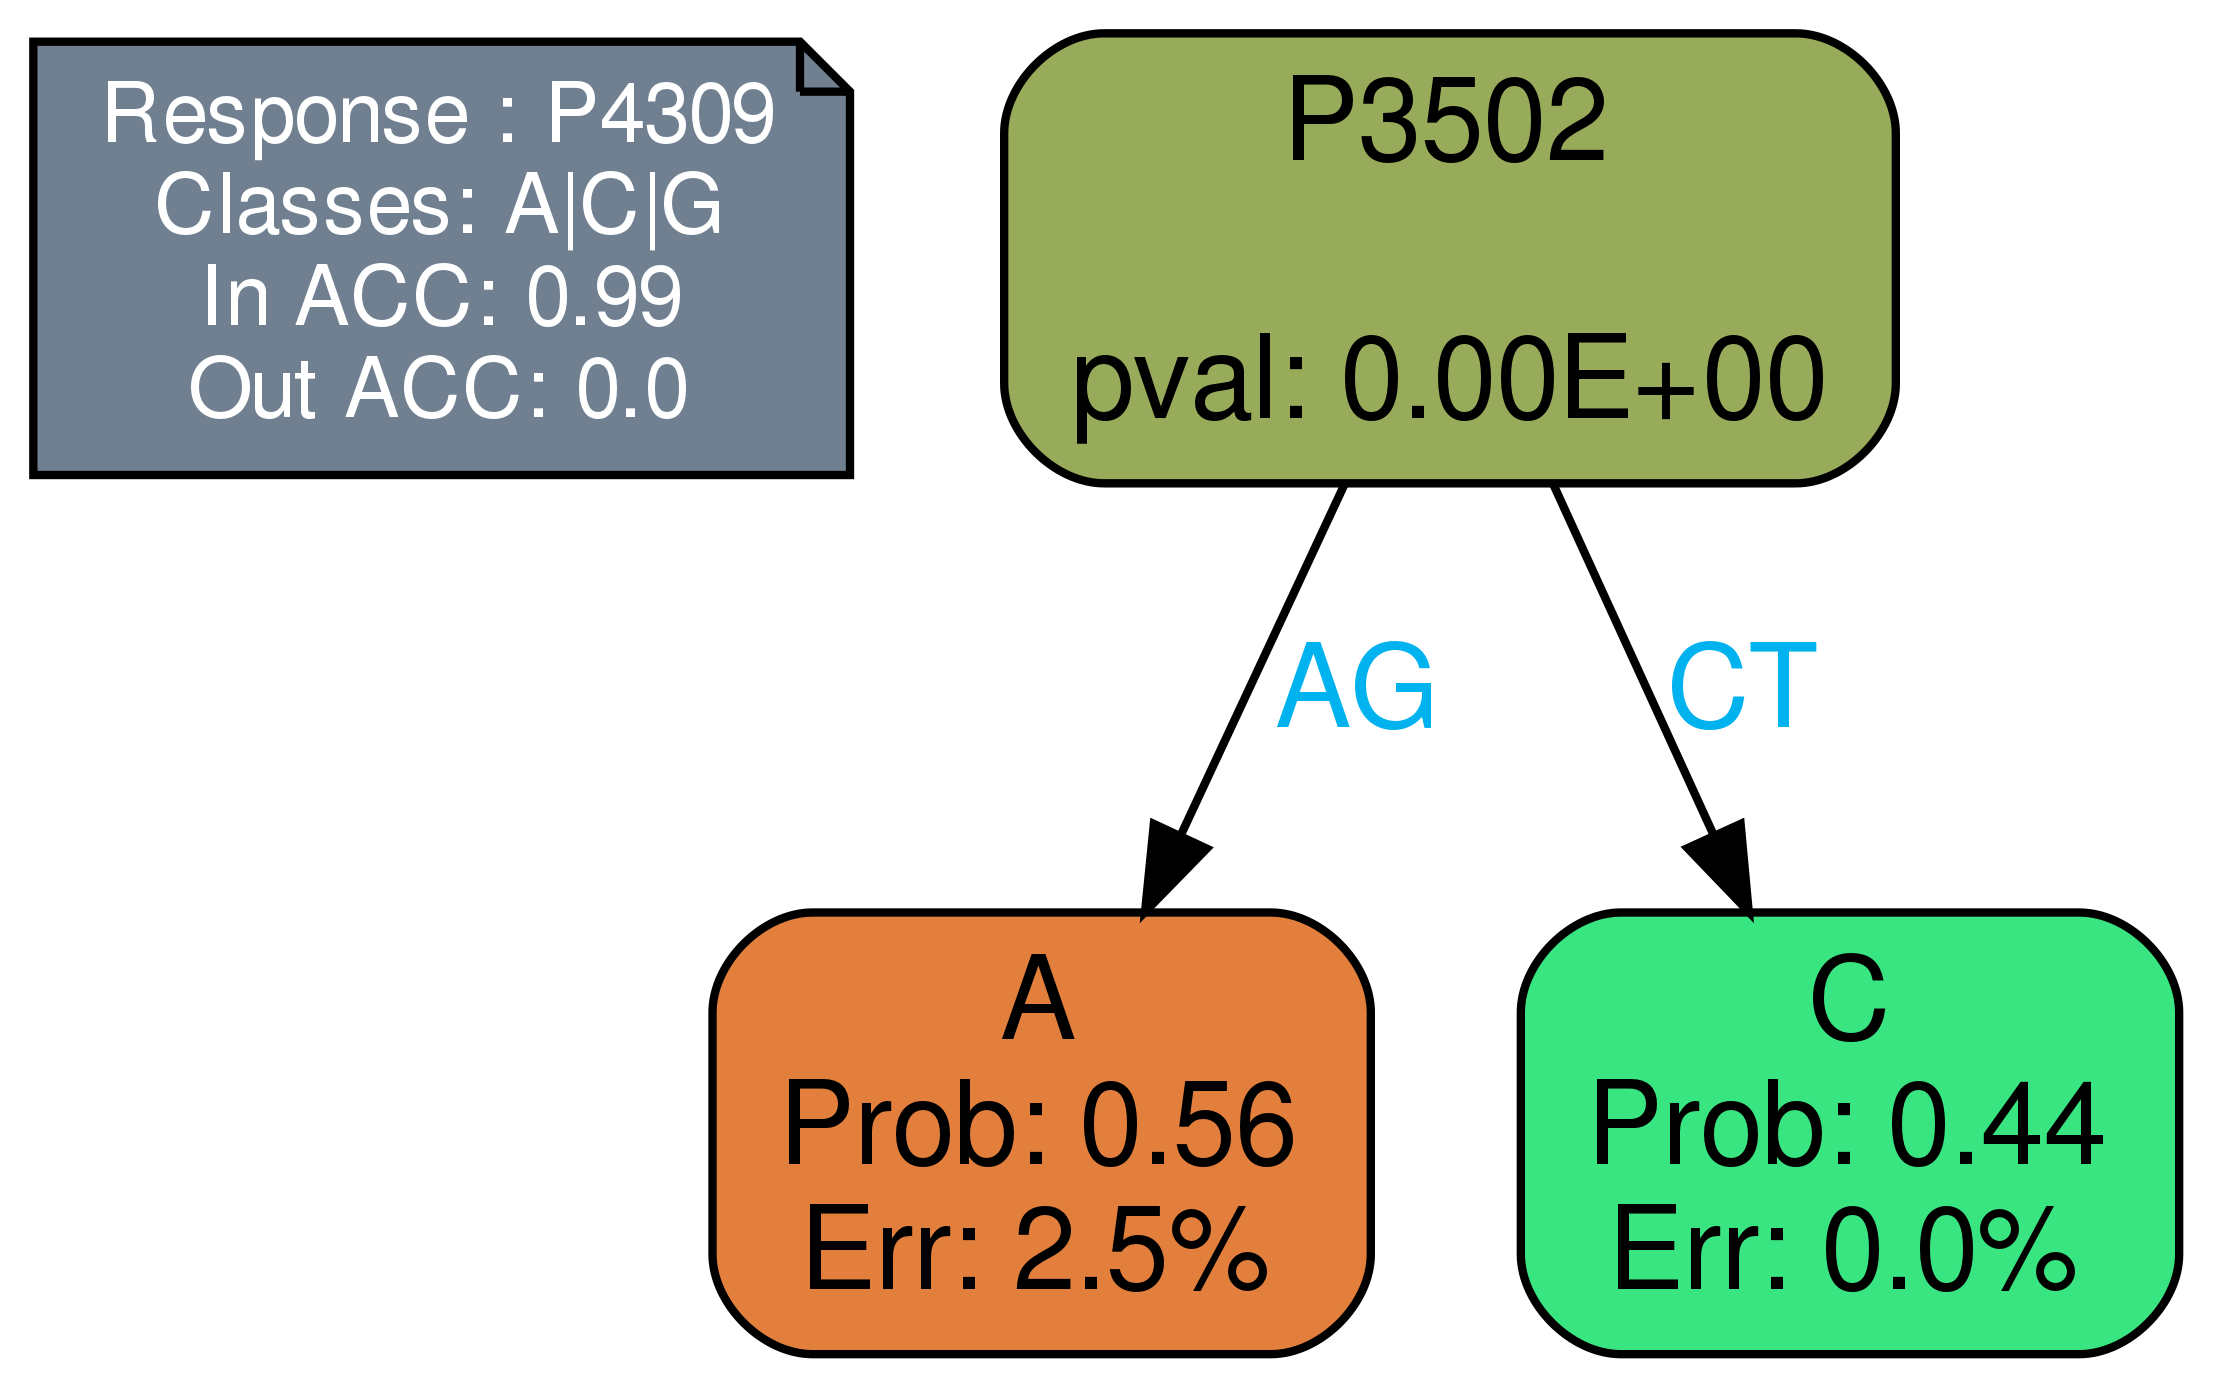 Response : P4309
Classes: A|C|G
In ACC: 0.99
Out ACC: 0.0
P3502
pval: 0.00E+00
AG
CT
A
Prob: 0.56
Err: 2.5%
C
Prob: 0.44
Err: 0.0%